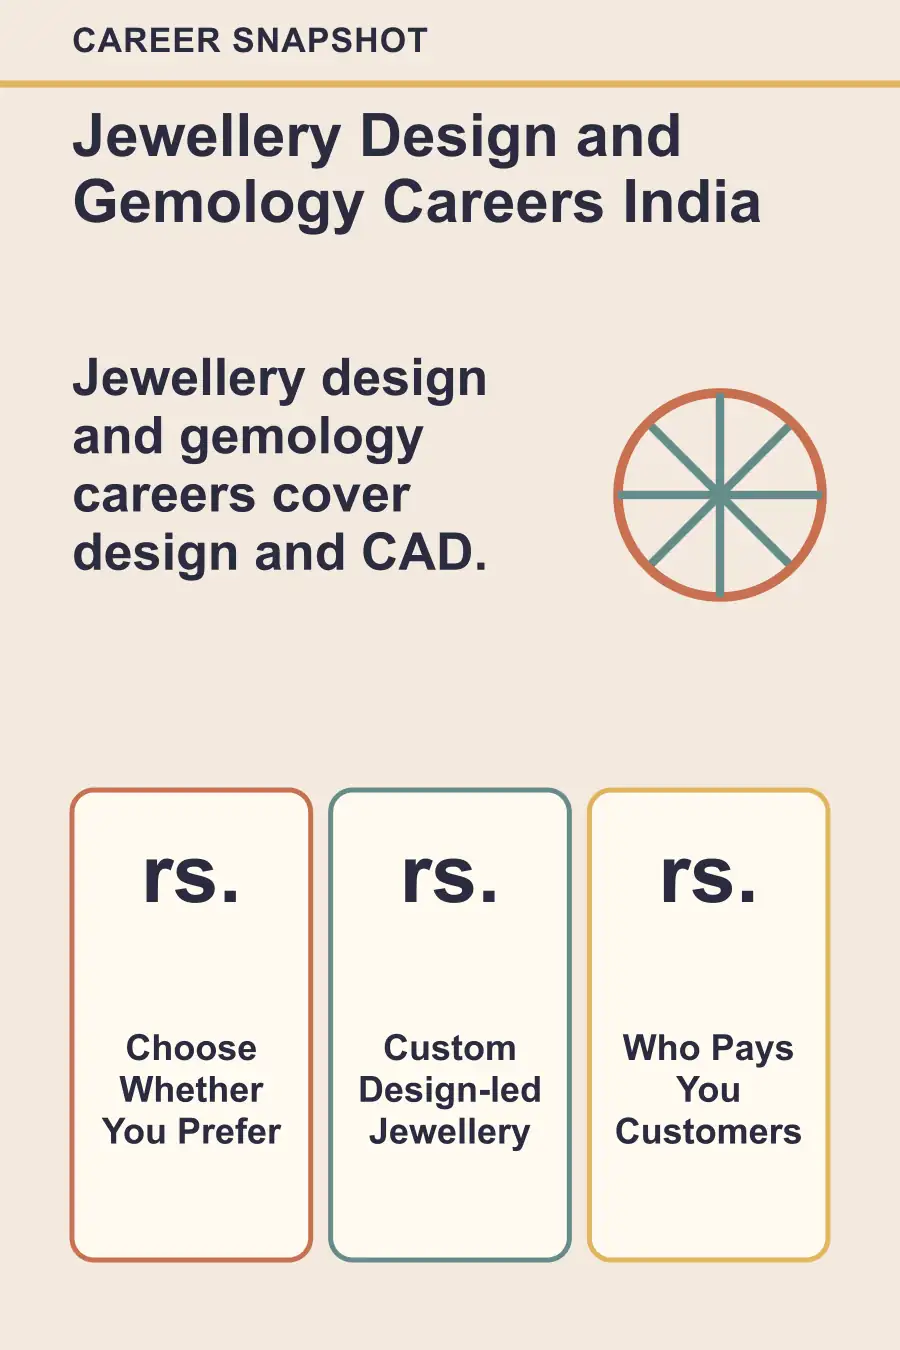 CAREER SNAPSHOT
Jewellery Design and
Gemology Careers India
Jewellery design
and gemology
careers cover
design and CAD.
rs.
Choose
Whether
You Prefer
rs.
Custom
Design-led
Jewellery
rs.
Who Pays
You
Customers